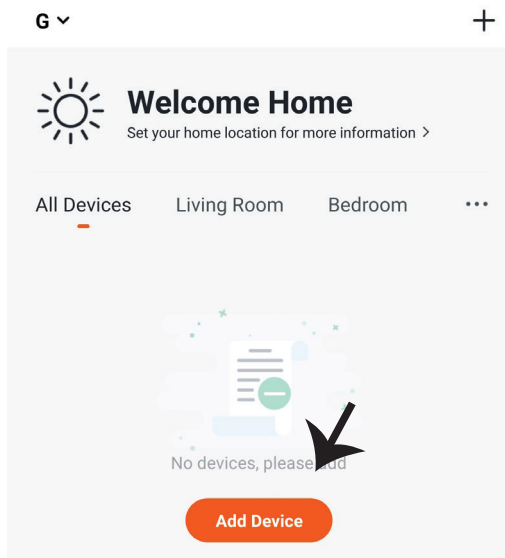 G
Welcome Home
Set your home location for more information >
All Devices Living Room Bedroom ...
No devices, please add
Add Device